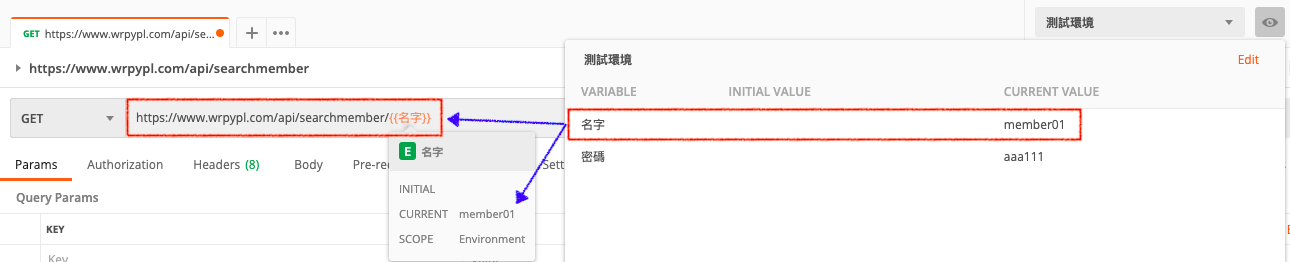 GET https://www.wrpypl.com/api/se...
測試環境
https://www.wrpypl.com/api/searchmember
測試環境
Edit
VARIABLE INITIAL VALUE CURRENT VALUE
GET https://www.wrpypl.com/api/searchmember/{{名字}}
名字 member01
E 名字
密碼 aaa111
Params Authorization Headers (8) Body Pre-rec Sett
INITIAL
Query Params
CURRENT member01
KEY
SCOPE Environment
Key